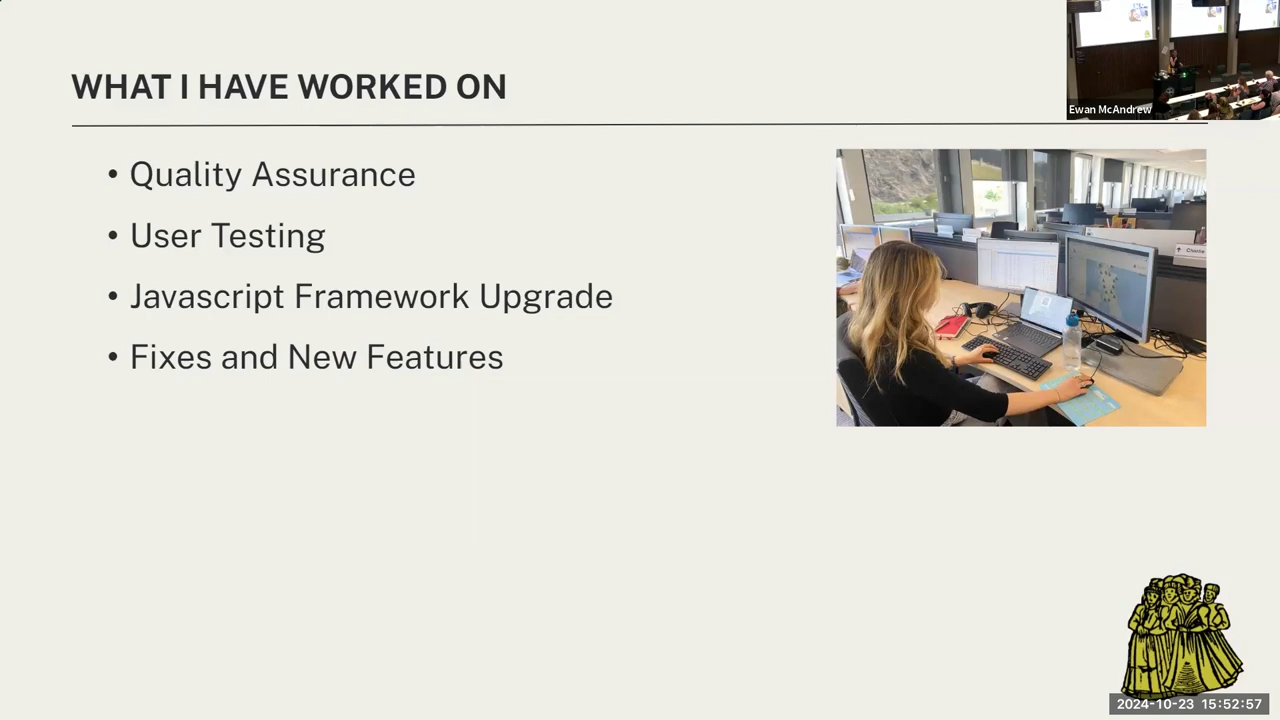 WHAT I HAVE WORKED ON
Ewan McAndrew
• Quality Assurance
• User Testing
• Javascript Framework Upgrade
• Fixes and New Features
Charlie
2024-10-23 15:52:57